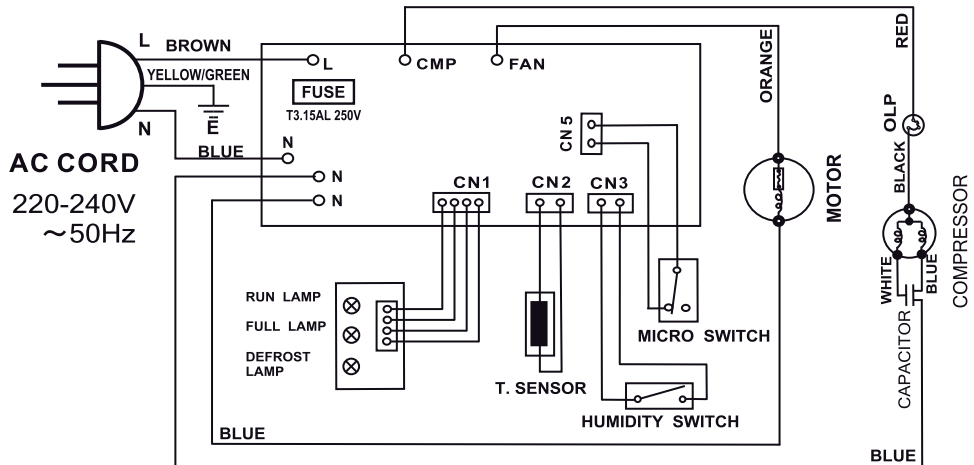 L
BROWN
YELLOW/GREEN
E
N
BLUE
AC CORD
220-240V
～50Hz
L
FUSE
T3.15AL 250V
N
N
N
CMP
FAN
CN 5
CN1
CN2
CN3
ORANGE
MOTOR
RED
OLP
BLACK
COMPRESSOR
WHITE
BLUE
CAPACITOR
RUN LAMP
FULL LAMP
DEFROST
LAMP
T. SENSOR
MICRO SWITCH
HUMIDITY SWITCH
BLUE
BLUE